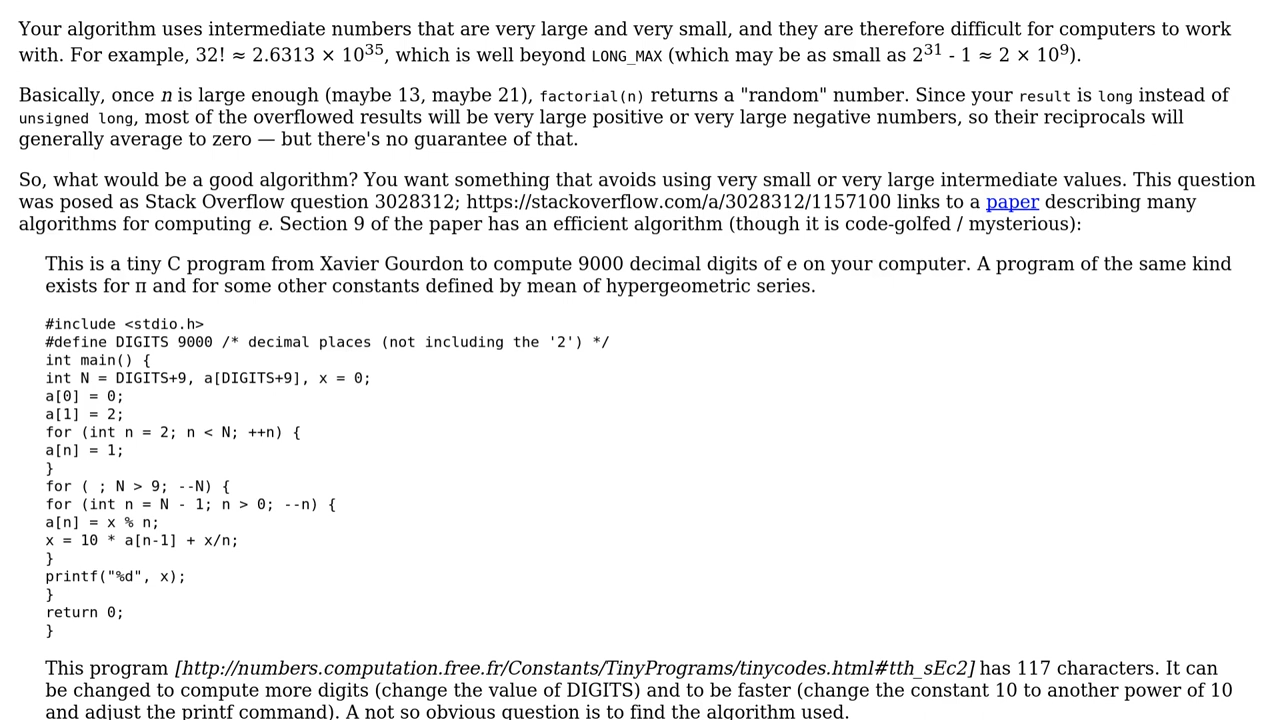 Your algorithm uses intermediate numbers that are very large and very small, and they are therefore difficult for computers to work
with. For example, 32! ≈ 2.6313 × 10³⁵, which is well beyond LONG_MAX (which may be as small as 2³¹ - 1 ≈ 2 × 10⁹).
Basically, once n is large enough (maybe 13, maybe 21), factorial(n) returns a "random" number. Since your result is long instead of
unsigned long, most of the overflowed results will be very large positive or very large negative numbers, so their reciprocals will
generally average to zero — but there's no guarantee of that.
So, what would be a good algorithm? You want something that avoids using very small or very large intermediate values. This question
was posed as Stack Overflow question 3028312; https://stackoverflow.com/a/3028312/1157100 links to a paper describing many
algorithms for computing e. Section 9 of the paper has an efficient algorithm (though it is code-golfed / mysterious):
This is a tiny C program from Xavier Gourdon to compute 9000 decimal digits of e on your computer. A program of the same kind
exists for π and for some other constants defined by mean of hypergeometric series.
#include <stdio.h>
#define DIGITS 9000 /* decimal places (not including the '2') */
int main() {
int N = DIGITS+9, a[DIGITS+9], x = 0;
a[0] = 0;
a[1] = 2;
for (int n = 2; n < N; ++n) {
a[n] = 1;
}
for ( ; N > 9; --N) {
for (int n = N - 1; n > 0; --n) {
a[n] = x % n;
x = 10 * a[n-1] + x/n;
}
printf("%d", x);
}
return 0;
}
This program [http://numbers.computation.free.fr/Constants/TinyPrograms/tinycodes.html#tth_sEc2] has 117 characters. It can
be changed to compute more digits (change the value of DIGITS) and to be faster (change the constant 10 to another power of 10
and adjust the printf command). A not so obvious question is to find the algorithm used.